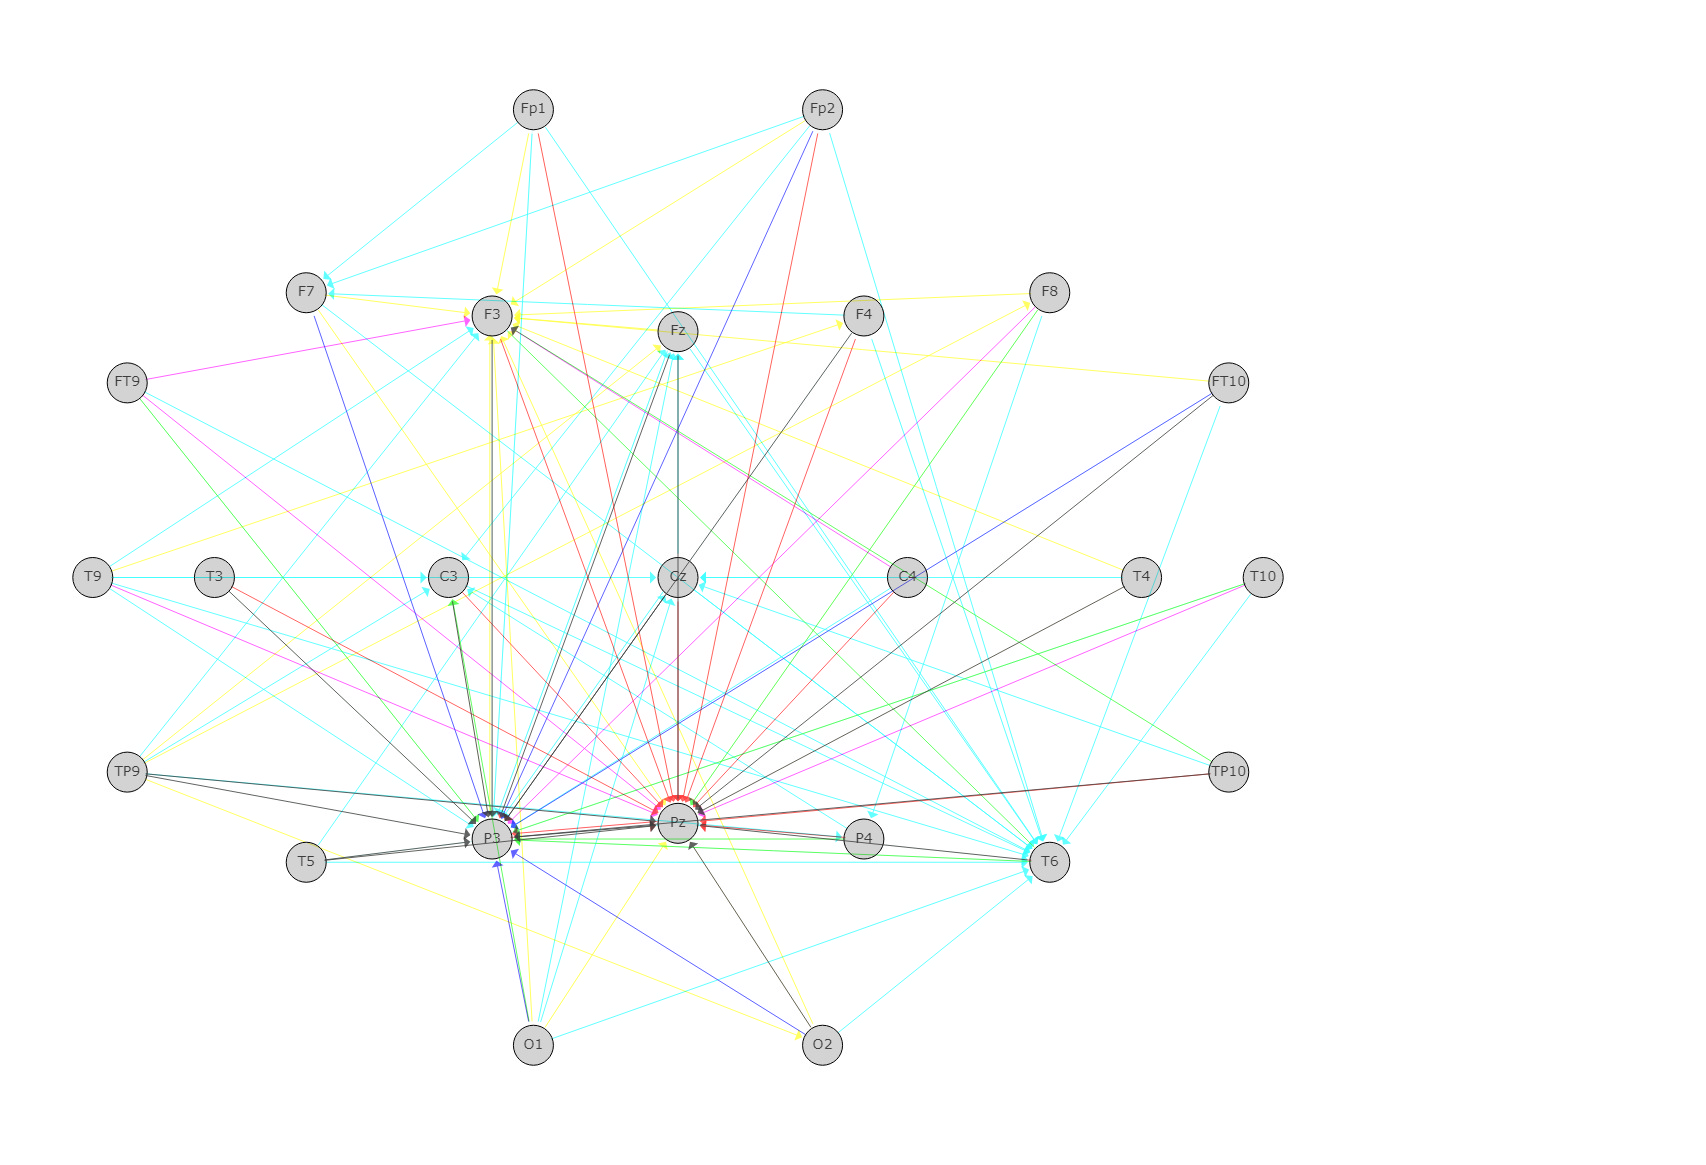 Fp1 Fp2
F7 F3 Fz F4 F8
FT9 FT10
T9 T3 C3 Cz C4 T4 T10
TP9 TP10
T5 P3 Pz P4 T6
O1 O2